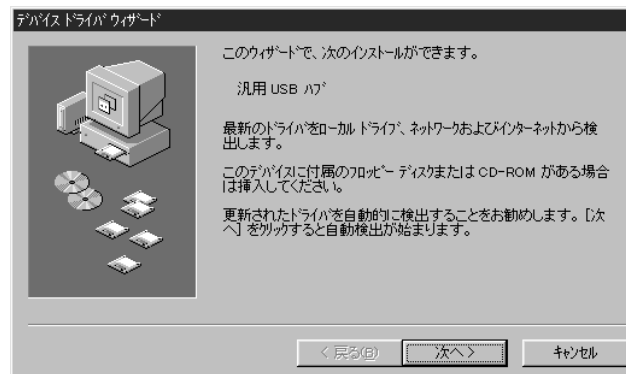 ﾃﾞﾊﾞｲｽ ﾄﾞﾗｲﾊﾞ ｳｨｻﾞｰﾄﾞ
このｳｨｻﾞｰﾄﾞで、次のｲﾝｽﾄｰﾙができます。
汎用 USB ﾊﾌﾞ
最新のﾄﾞﾗｲﾊﾞをﾛｰｶﾙ ﾄﾞﾗｲﾌﾞ、ﾈｯﾄﾜｰｸおよびｲﾝﾀｰﾈｯﾄから検
出します。
このﾃﾞﾊﾞｲｽに付属のﾌﾛｯﾋﾟｰ ﾃﾞｨｽｸまたは CD-ROM がある場合
は挿入してください。
更新されたﾄﾞﾗｲﾊﾞを自動的に検出することをお勧めします。[次
へ] をｸﾘｯｸすると自動検出が始まります。
< 戻る(B)
次へ >
ｷｬﾝｾﾙ